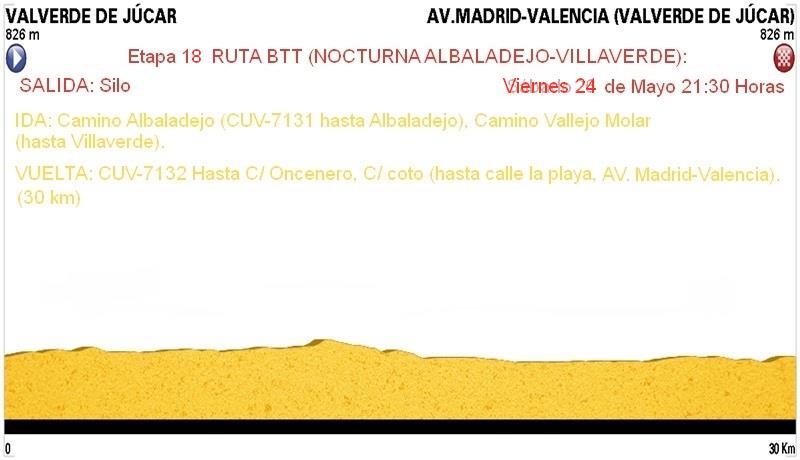 VALVERDE DE JÚCAR
AV.MADRID-VALENCIA (VALVERDE DE JÚCAR)
826 m
826 m
Etapa 18 RUTA BTT (NOCTURNA ALBALADEJO-VILLAVERDE):
SALIDA: Silo
Viernes 24 de Mayo 21:30 Horas
IDA: Camino Albaladejo (CUV-7131 hasta Albaladejo), Camino Vallejo Molar
(hasta Villaverde).
VUELTA: CUV-7132 Hasta C/ Oncenero, C/ coto (hasta calle la playa, AV. Madrid-Valencia).
(30 km)
0
30 Km